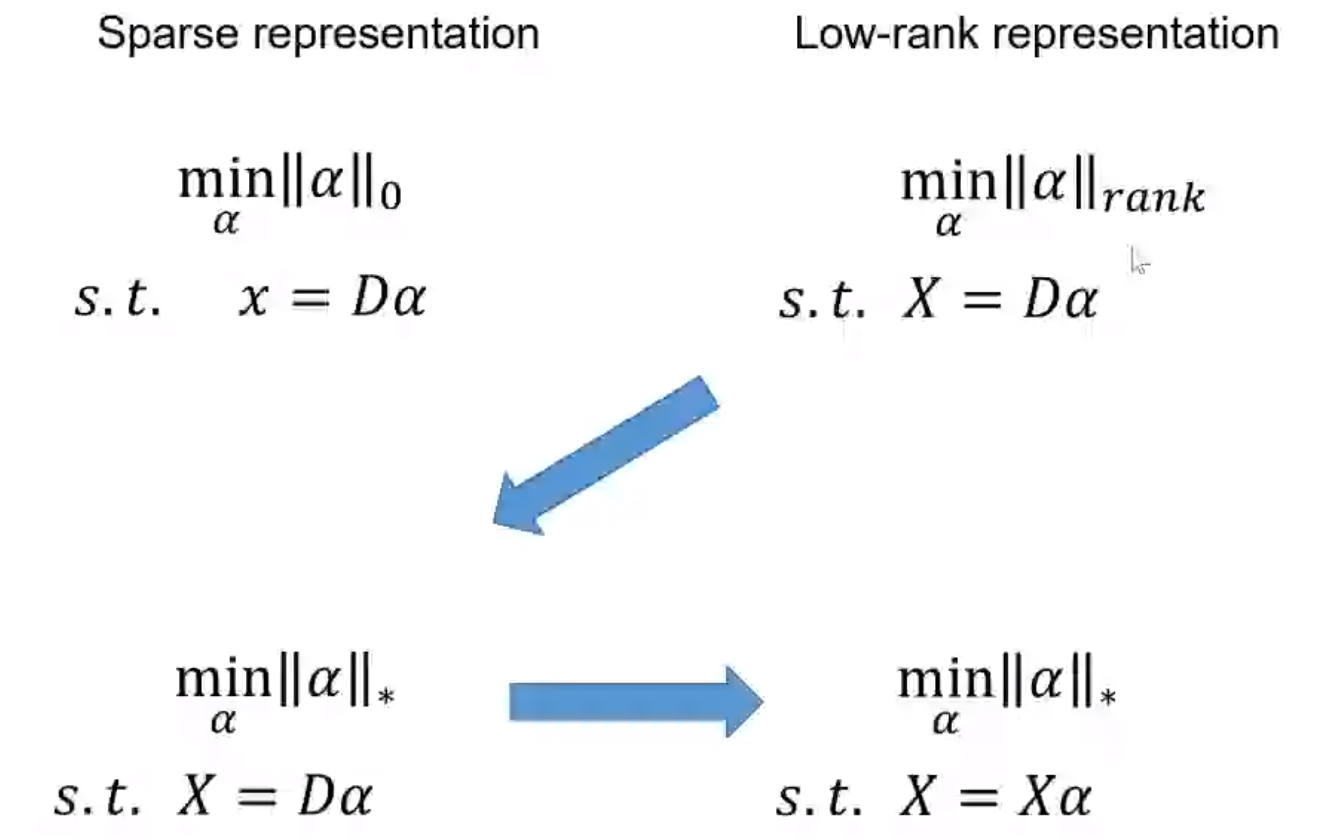 Sparse representation
Low-rank representation
min‖α‖₀
α
s.t. x = Dα
min‖α‖rank
α
s.t. X = Dα
min‖α‖*
α
s.t. X = Dα
min‖α‖*
α
s.t. X = Xα